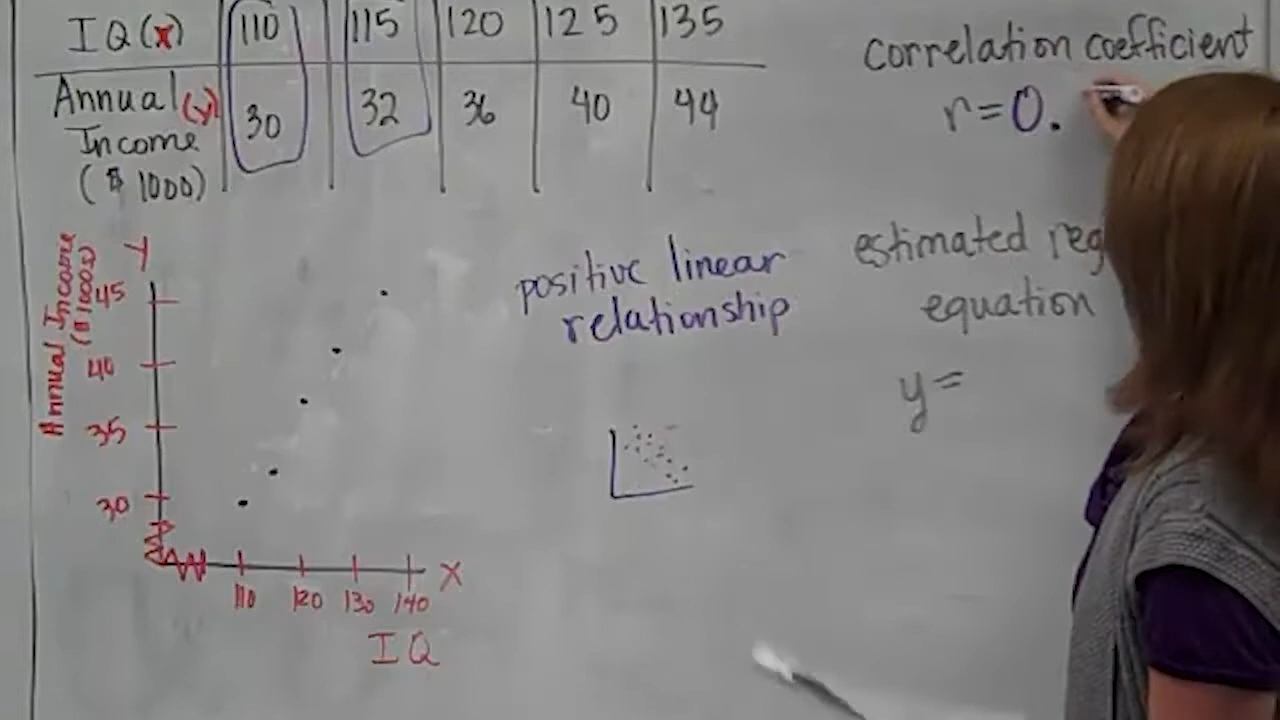 IQ (x) 110 115 120 125 135
Annual (y) 30 32 36 40 44
Income
($1000)
correlation coefficient
r=0.
Y
Annual Income
($1000s)
45
40
35
30
110 120 130 140
X
IQ
positive linear
relationship
estimated reg
equation
y=